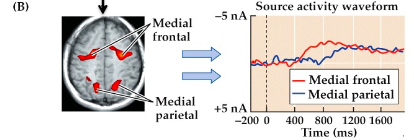 (B)
Medial
frontal
Medial
parietal
Source activity waveform
–5 nA
+5 nA
Medial frontal
Medial parietal
–200 0 400 800 1200 1600
Time (ms)